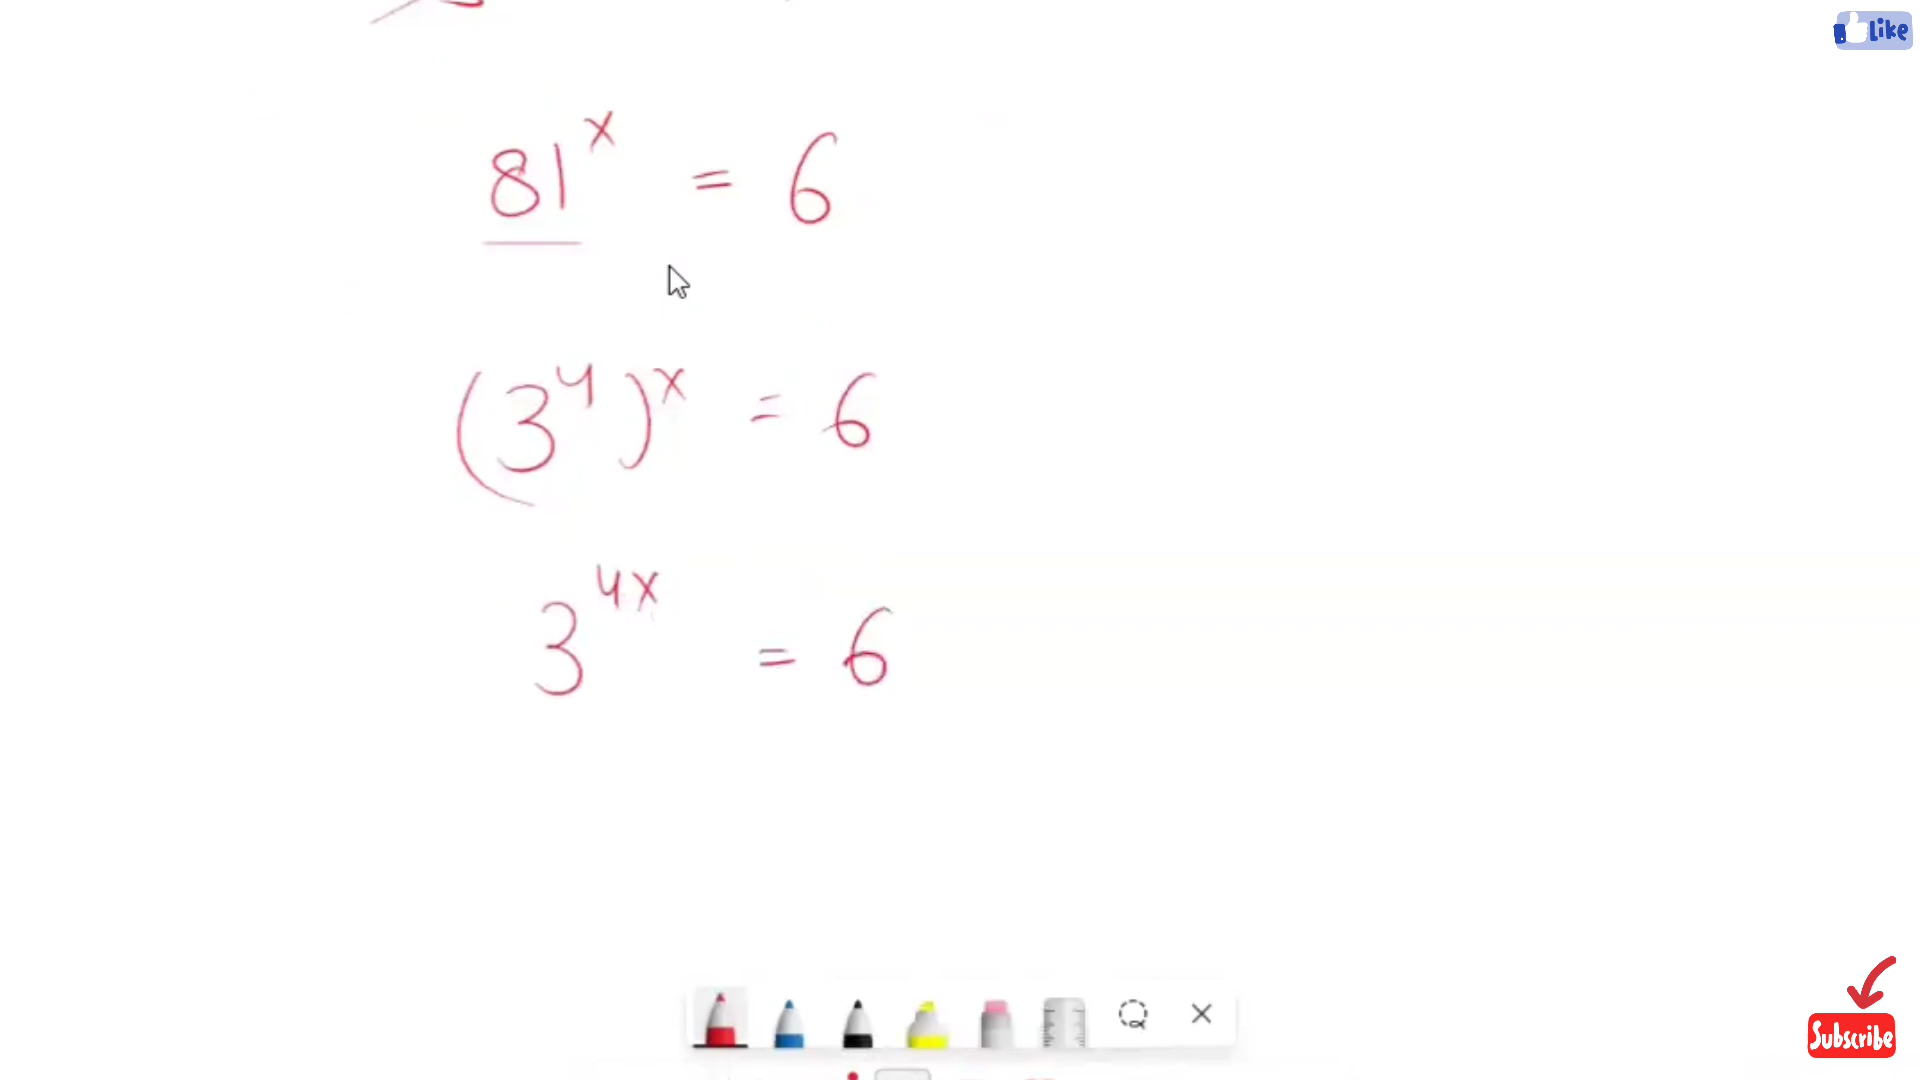 Like
81^x = 6
(3^4)^x = 6
3^4x = 6
Subscribe